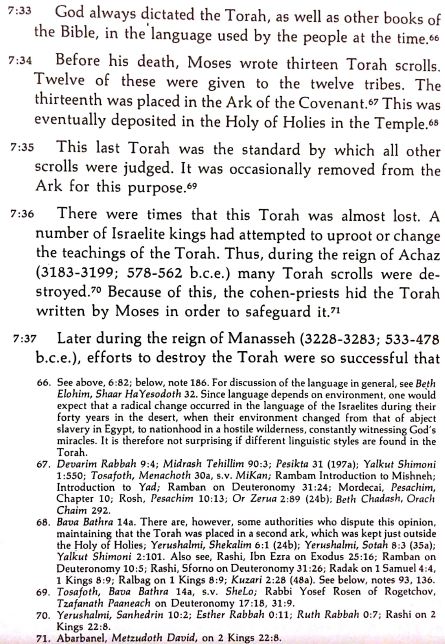 7:33 God always dictated the Torah, as well as other books of
the Bible, in the language used by the people at the time.66
7:34 Before his death, Moses wrote thirteen Torah scrolls.
Twelve of these were given to the twelve tribes. The
thirteenth was placed in the Ark of the Covenant.67 This was
eventually deposited in the Holy of Holies in the Temple.68
7:35 This last Torah was the standard by which all other
scrolls were judged. It was occasionally removed from the
Ark for this purpose.69
7:36 There were times that this Torah was almost lost. A
number of Israelite kings had attempted to uproot or change
the teachings of the Torah. Thus, during the reign of Achaz
(3183-3199; 578-562 b.c.e.) many Torah scrolls were de-
stroyed.70 Because of this, the cohen-priests hid the Torah
written by Moses in order to safeguard it.71
7:37 Later during the reign of Manasseh (3228-3283; 533-478
b.c.e.), efforts to destroy the Torah were so successful that
66. See above, 6:82; below, note 186. For discussion of the language in general, see Beth
Elohim, Shaar HaYesodoth 32. Since language depends on environment, one would
expect that a radical change occurred in the language of the Israelites during their
forty years in the desert, when their environment changed from that of abject
slavery in Egypt, to nationhood in a hostile wilderness, constantly witnessing God's
miracles. It is therefore not surprising if different linguistic styles are found in the
Torah.
67. Devarim Rabbah 9:4; Midrash Tehillim 90:3; Pesikta 31 (197a); Yalkut Shimoni
1:550; Tosafoth, Menachoth 30a, s.v. MiKan; Rambam Introduction to Mishneh;
Introduction to Yad; Ramban on Deuteronomy 31:24; Mordecai, Pesachim,
Chapter 10; Rosh, Pesachim 10:13; Or Zerua 2:89 (24b); Beth Chadash, Orach
Chaim 292.
68. Bava Bathra 14a. There are, however, some authorities who dispute this opinion,
maintaining that the Torah was placed in a second ark, which was kept just outside
the Holy of Holies; Yerushalmi, Shekalim 6:1 (24b); Yerushalmi, Sotah 8:3 (35a);
Yalkut Shimoni 2:101. Also see, Rashi, Ibn Ezra on Exodus 25:16; Ramban on
Deuteronomy 10:5; Rashi, Sforno on Deuteronomy 31:26; Radak on 1 Samuel 4:4,
1 Kings 8:9; Ralbag on 1 Kings 8:9; Kuzari 2:28 (48a). See below, notes 93, 136.
69. Tosafoth, Bava Bathra 14a, s.v. SheLo; Rabbi Yosef Rosen of Rogetchov,
Tzafanath Paaneach on Deuteronomy 17:18, 31:9.
70. Yerushalmi, Sanhedrin 10:2; Esther Rabbah 0:11; Ruth Rabbah 0:7; Rashi on 2
Kings 22:8.
71. Abarbanel, Metzudoth David, on 2 Kings 22:8.